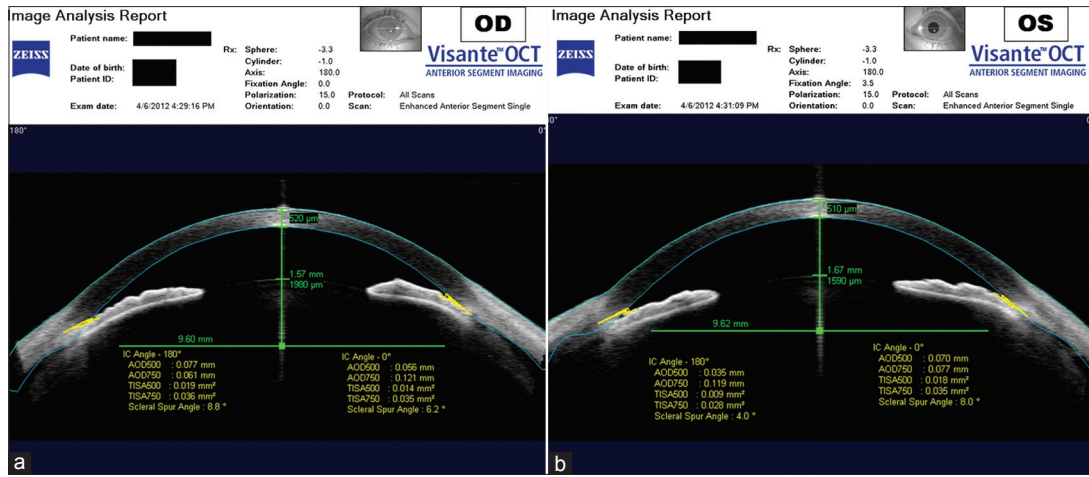 Image Analysis Report
OD
Patient name:
ZEISS
Date of birth:
Patient ID:
Exam date: 4/6/2012 4:29:16 PM
Rx: Sphere: -3.3
Cylinder: -1.0
Axis: 180.0
Fixation Angle: 0.0
Polarization: 15.0 Protocol: All Scans
Orientation: 0.0 Scan: Enhanced Anterior Segment Single
Visante™ OCT
ANTERIOR SEGMENT IMAGING
180° 0°
520 µm
1.57 mm
1980 µm
9.60 mm
IC Angle - 180°
AOD500 : 0.077 mm
AOD750 : 0.061 mm
TISA500 : 0.019 mm²
TISA750 : 0.036 mm²
Scleral Spur Angle : 8.8 °
IC Angle - 0°
AOD500 : 0.056 mm
AOD750 : 0.121 mm
TISA500 : 0.014 mm²
TISA750 : 0.035 mm²
Scleral Spur Angle : 6.2 °
a
Image Analysis Report
OS
Patient name:
ZEISS
Date of birth:
Patient ID:
Exam date: 4/6/2012 4:31:09 PM
Rx: Sphere: -3.3
Cylinder: -1.0
Axis: 180.0
Fixation Angle: 3.5
Polarization: 15.0 Protocol: All Scans
Orientation: 0.0 Scan: Enhanced Anterior Segment Single
Visante™ OCT
ANTERIOR SEGMENT IMAGING
510 µm
1.67 mm
1590 µm
9.62 mm
IC Angle - 180°
AOD500 : 0.035 mm
AOD750 : 0.119 mm
TISA500 : 0.009 mm²
TISA750 : 0.028 mm²
Scleral Spur Angle : 4.0 °
IC Angle - 0°
AOD500 : 0.070 mm
AOD750 : 0.077 mm
TISA500 : 0.018 mm²
TISA750 : 0.035 mm²
Scleral Spur Angle : 8.0 °
b